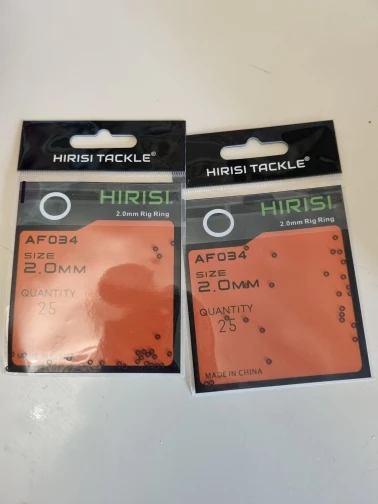 HIRISI TACKLE®
HIRISI
2.0mm Rig Ring
AF034
SIZE
2.0MM
QUANTITY
25
HIRISI TACKLE®
HIRISI
2.0mm Rig Ring
AF034
SIZE
2.0MM
QUANTITY
25
MADE IN CHINA